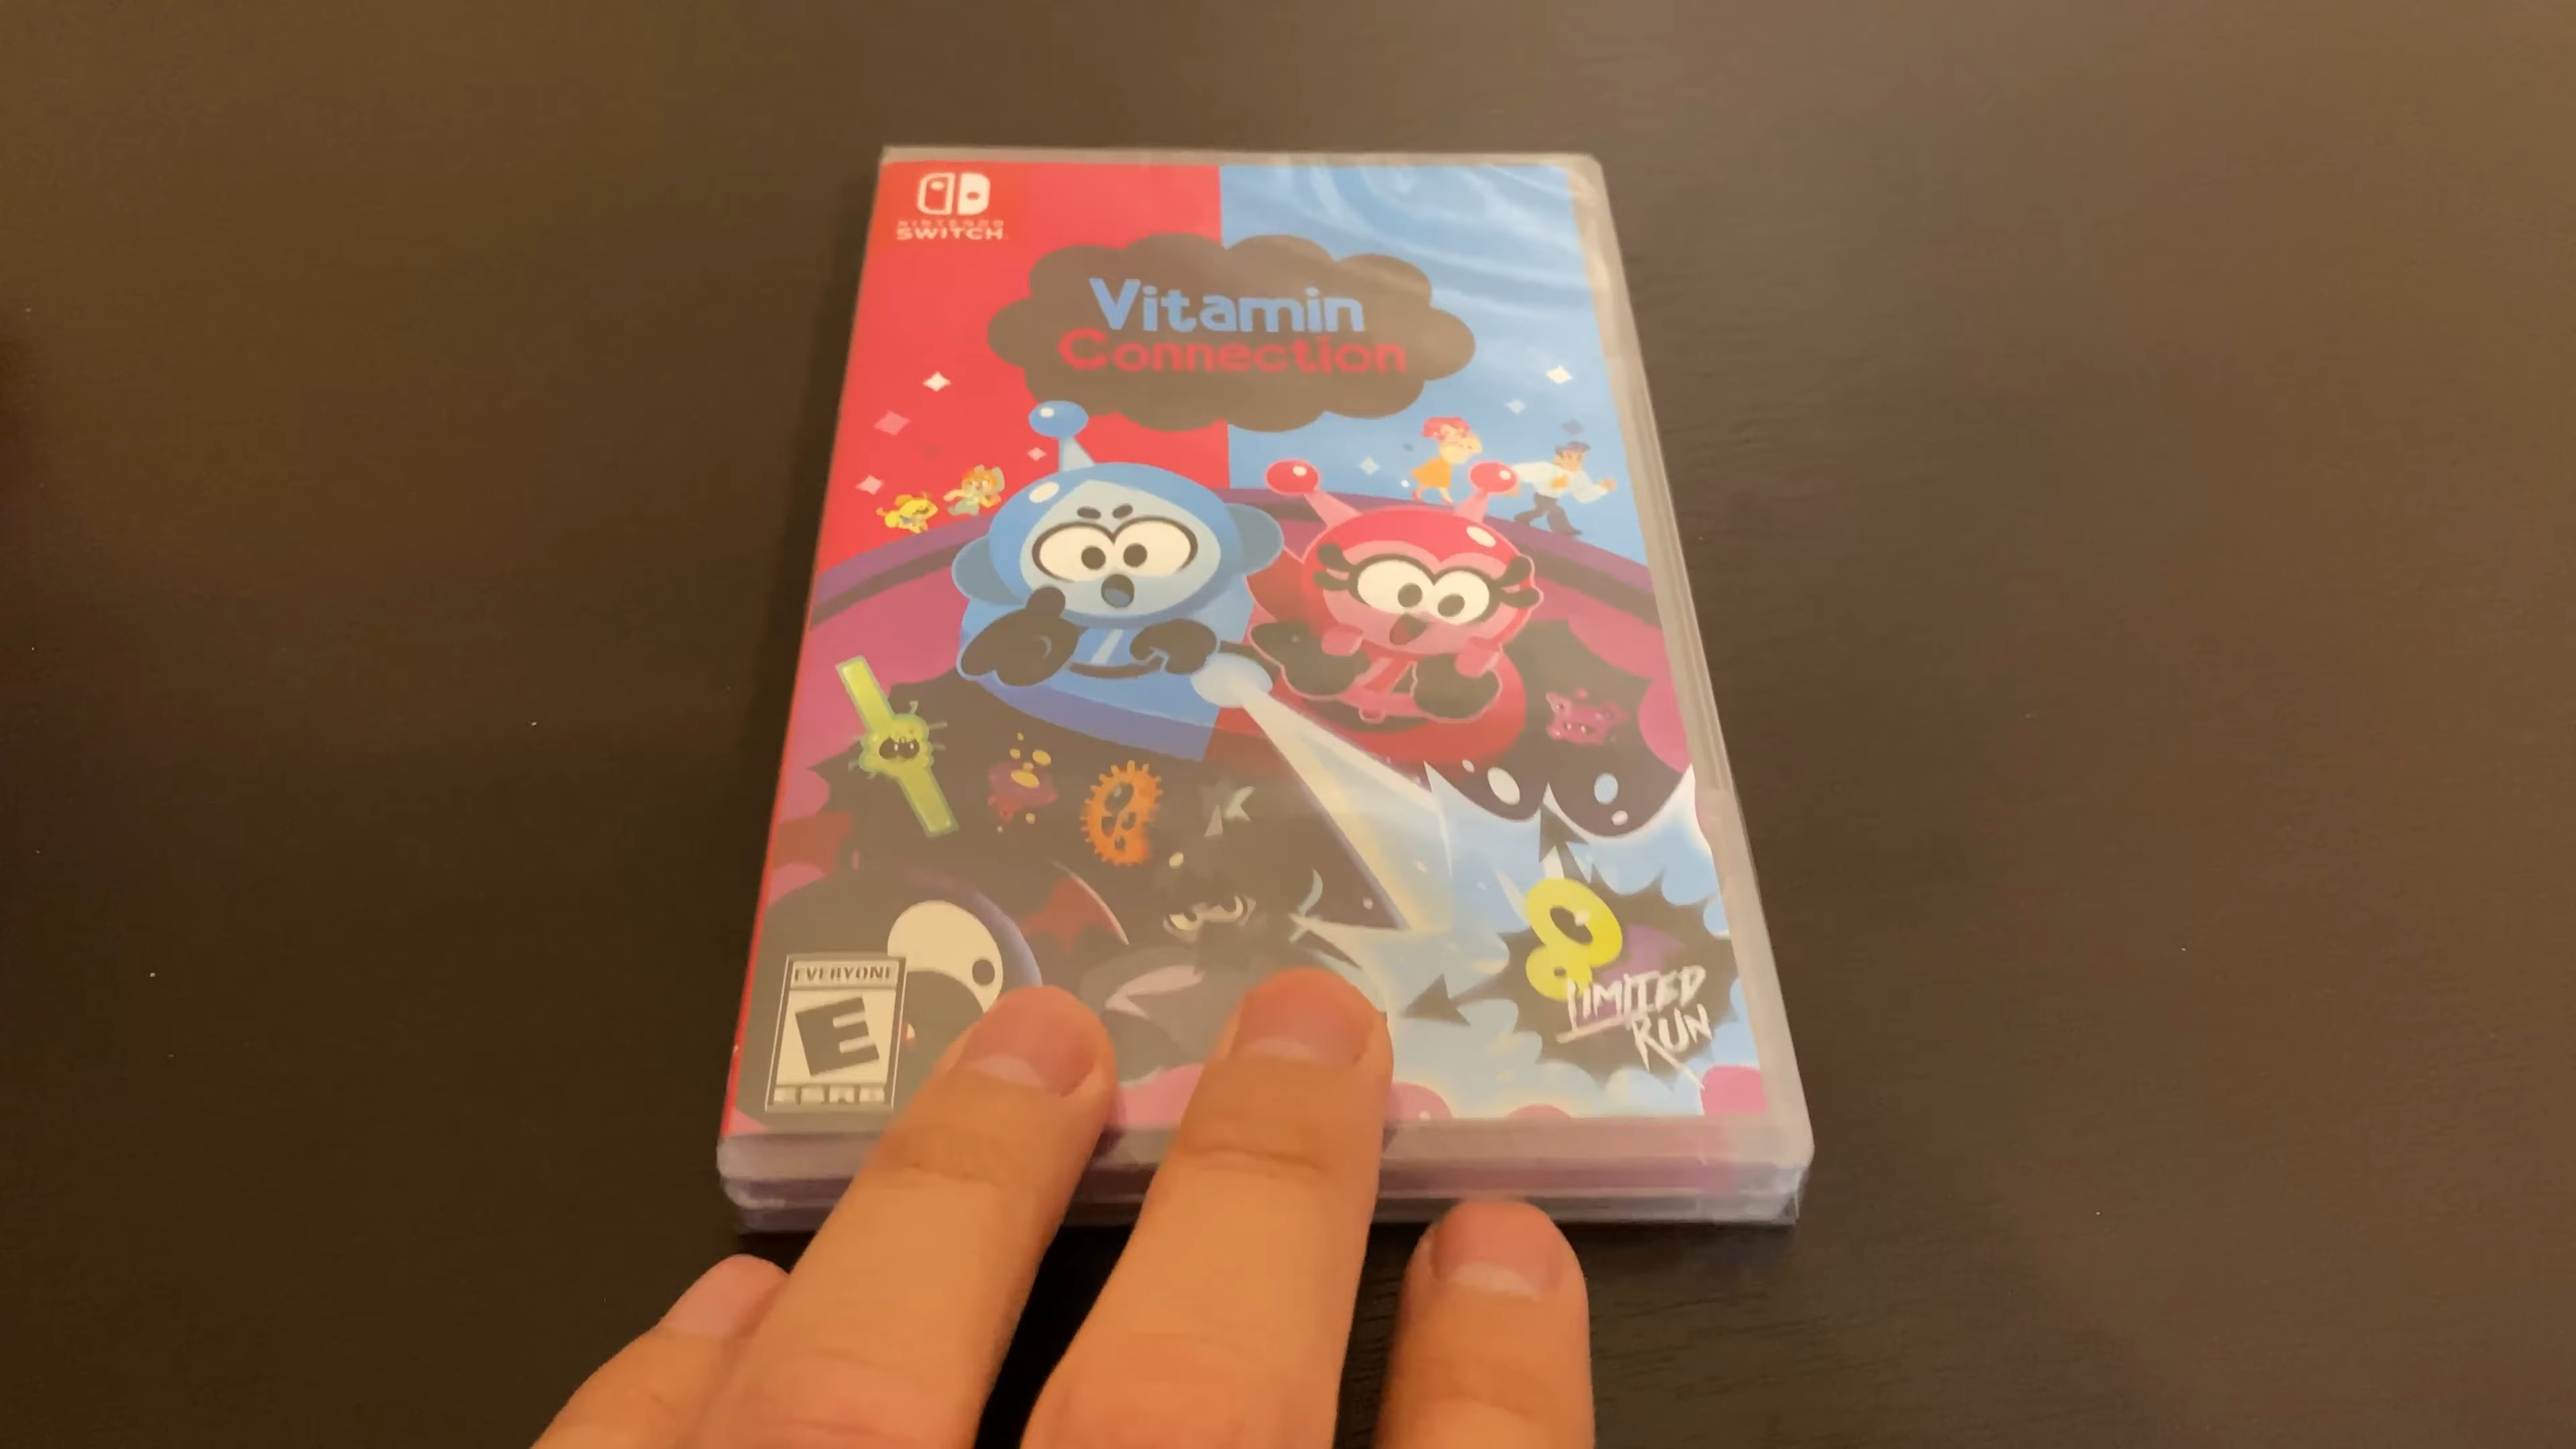 NINTENDO
SWITCH
Vitamin
Connection
EVERYONE
E
ESRB
LIMITED
RUN